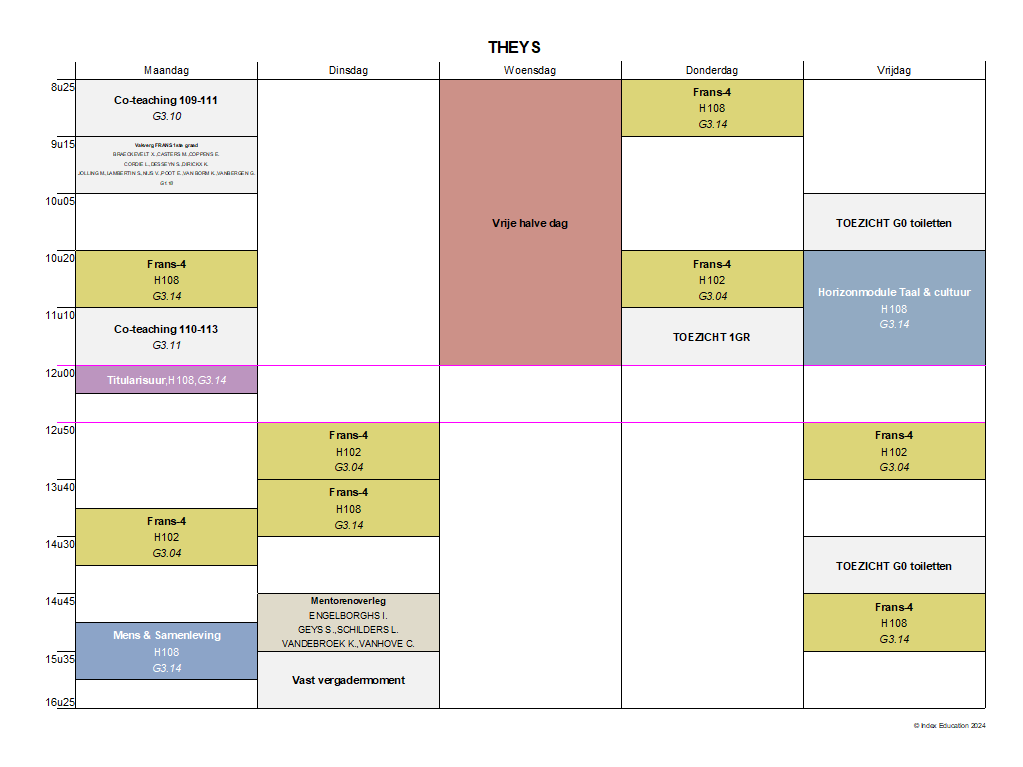 THEYS
Maandag
Dinsdag
Woensdag
Donderdag
Vrijdag
8u25
9u15
10u05
10u20
11u10
12u00
12u50
13u40
14u30
14u45
15u35
16u25
Co-teaching 109-111
G3.10
Vakverg FRANS 1ste graad
BRAECKEVELT X.,CASTERS M.,COPPENS E.
CORDIE L.,DESSEYN S.,DIRICKX K.
JOLLING M.,LAMBERTIN S.,NIJS V.,POOT E.,VAN BORM K.,VANBERGEN G.
Frans-4
H108
G3.14
Co-teaching 110-113
G3.11
Titularisuur,H108,G3.14
Frans-4
H102
G3.04
Mens & Samenleving
H108
G3.14
Frans-4
H102
G3.04
Frans-4
H108
G3.14
Mentorenoverleg
ENGELBORGHS I.
GEYS S.,SCHILDERS L.
VANDEBROEK K.,VANHOVE C.
Vast vergadermoment
Vrije halve dag
Frans-4
H108
G3.14
Frans-4
H102
G3.04
TOEZICHT 1GR
TOEZICHT G0 toiletten
Horizonmodule Taal & cultuur
H108
G3.14
Frans-4
H102
G3.04
TOEZICHT G0 toiletten
Frans-4
H108
G3.14
© Index Education 2024